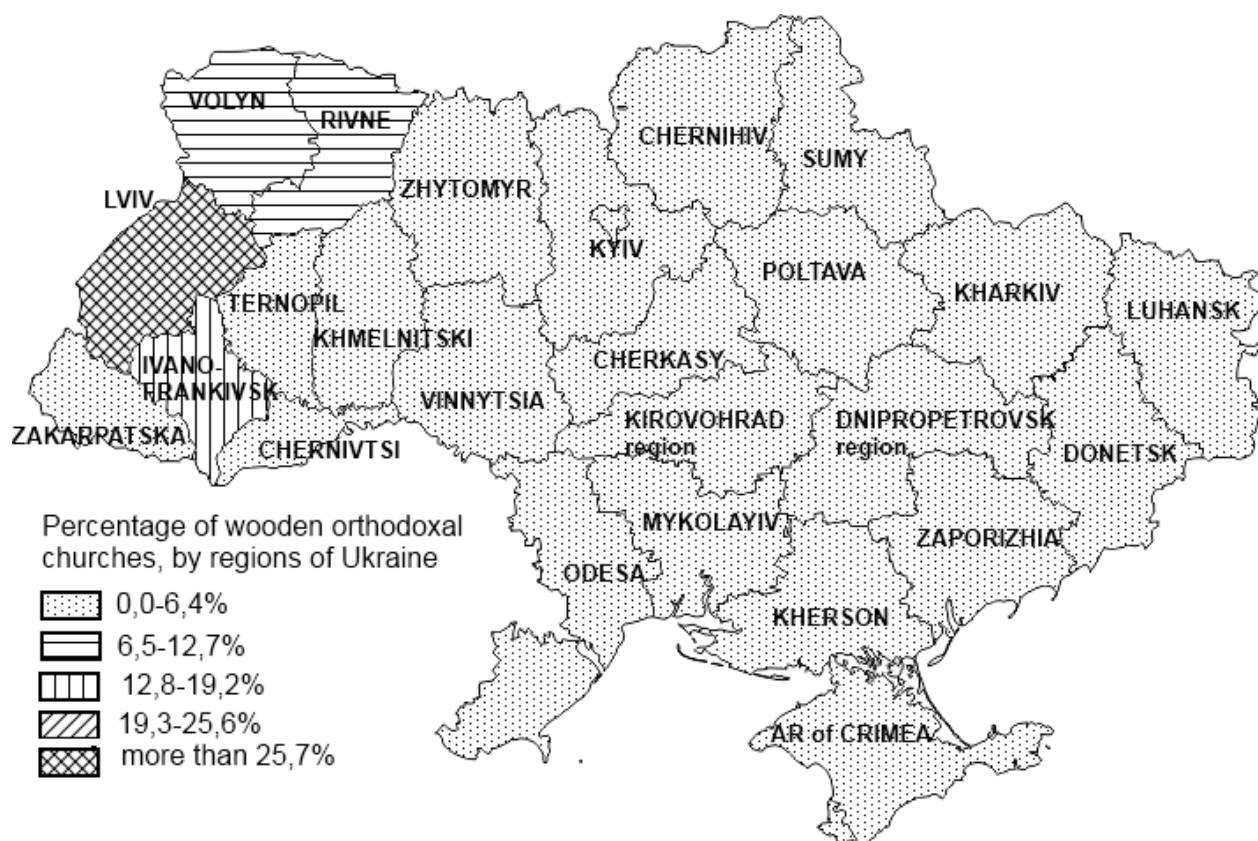 VOLYN
RIVNE
CHERNIHIV
SUMY
LVIV
ZHYTOMYR
KYIV
POLTAVA
KHARKIV
LUHANSK
TERNOPIL
KHMELNITSKI
IVANO-
FRANKIVSK
CHERKASY
VINNYTSIA
KIROVOHRAD
region
DNIPROPETROVSK
region
DONETSK
ZAKARPATSKA
CHERNIVTSI
MYKOLAYIV
ZAPORIZHIA
ODESA
KHERSON
AR of CRIMEA
Percentage of wooden orthodoxal
churches, by regions of Ukraine
0,0-6,4%
6,5-12,7%
12,8-19,2%
19,3-25,6%
more than 25,7%